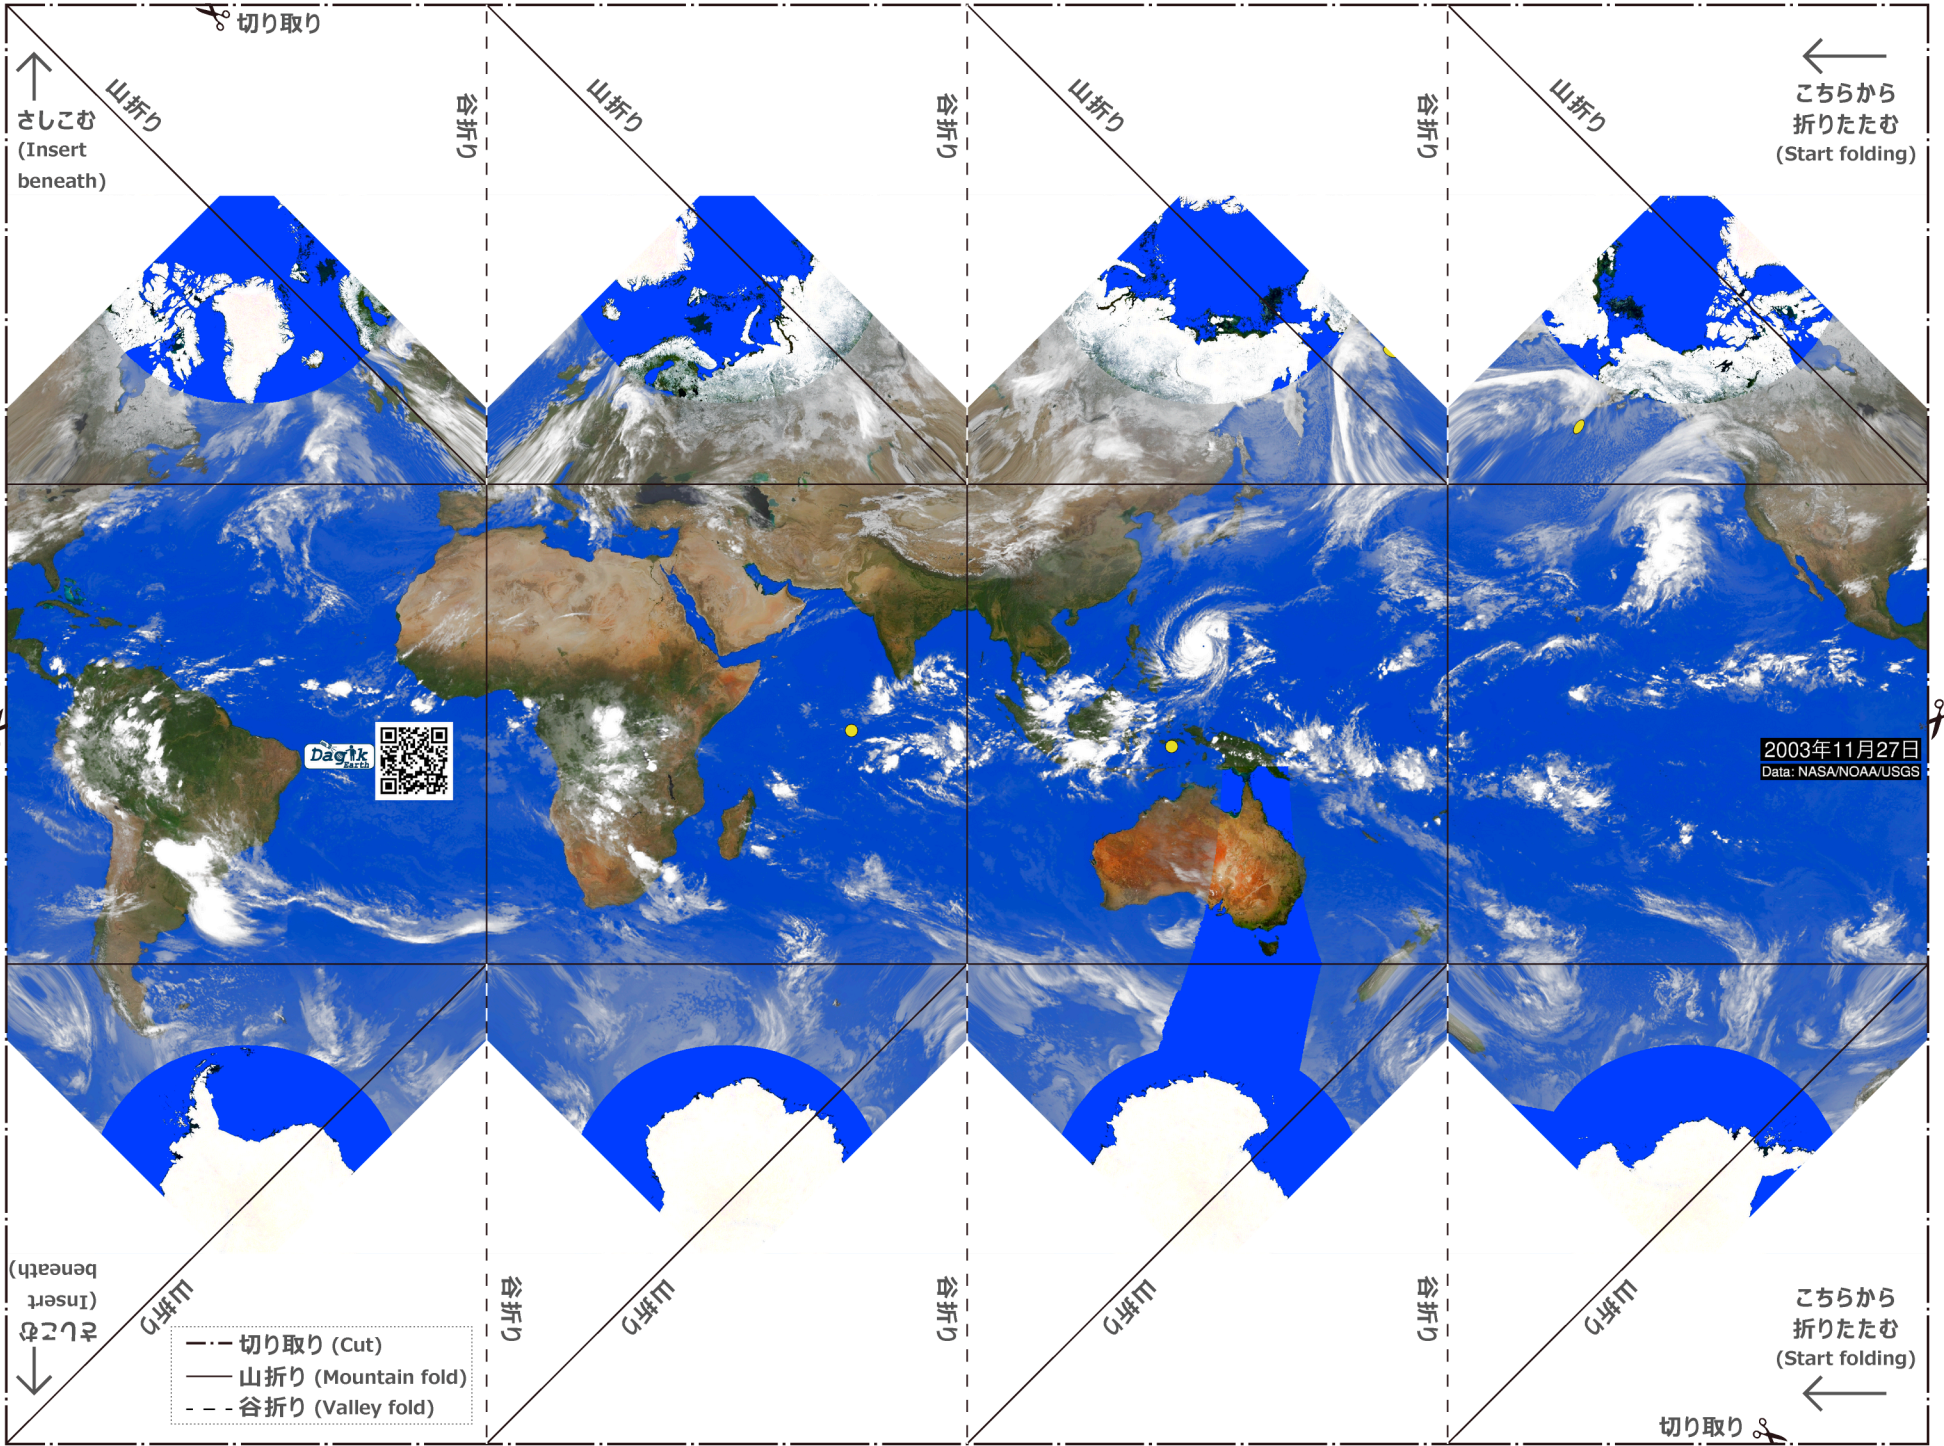 切り取り
山折り
谷折り
山折り
谷折り
山折り
谷折り
山折り
さしこむ
(Insert
beneath)
こちらから
折りたたむ
(Start folding)
Dagik
Earth
2003年11月27日
Data: NASA/NOAA/USGS
さしこむ
(Insert
beneath)
山折り
谷折り
山折り
谷折り
山折り
谷折り
山折り
こちらから
折りたたむ
(Start folding)
切り取り (Cut)
山折り (Mountain fold)
谷折り (Valley fold)
切り取り